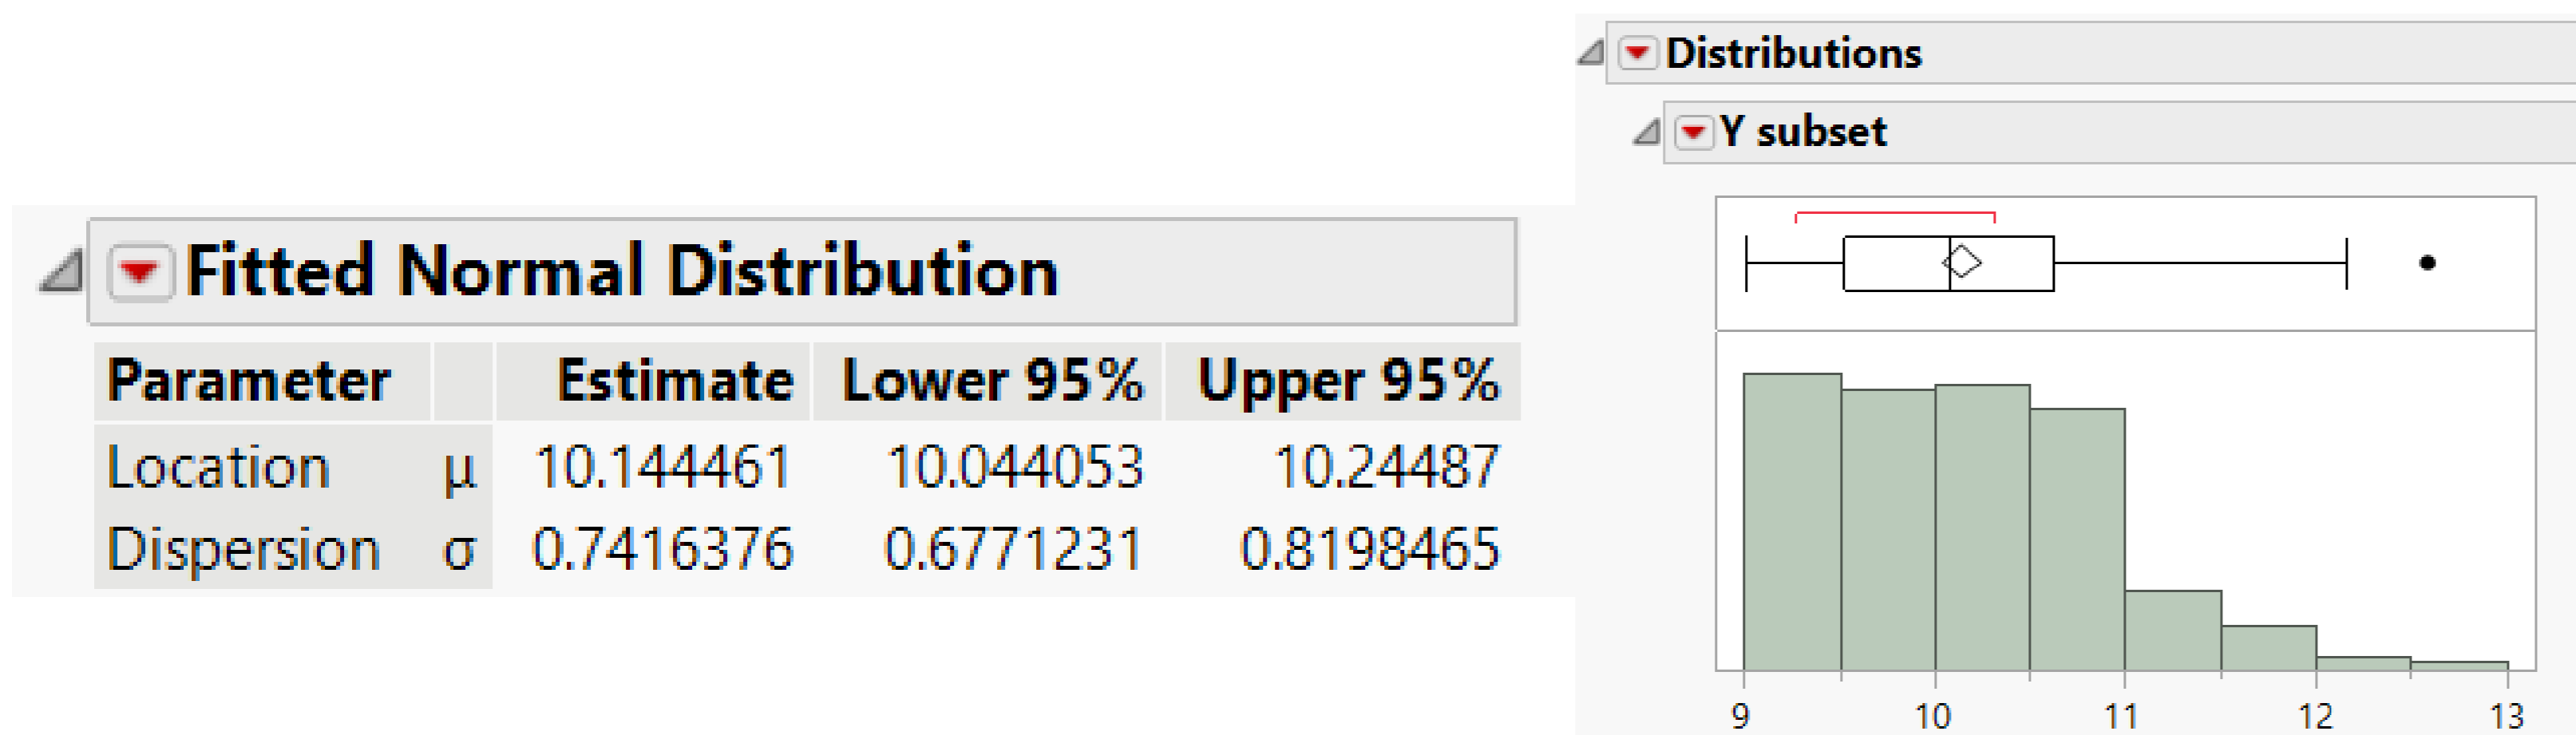 Fitted Normal Distribution
Parameter Estimate Lower 95% Upper 95%
Location μ 10.144461 10.044053 10.24487
Dispersion σ 0.7416376 0.6771231 0.8198465
Distributions
Y subset
9 10 11 12 13